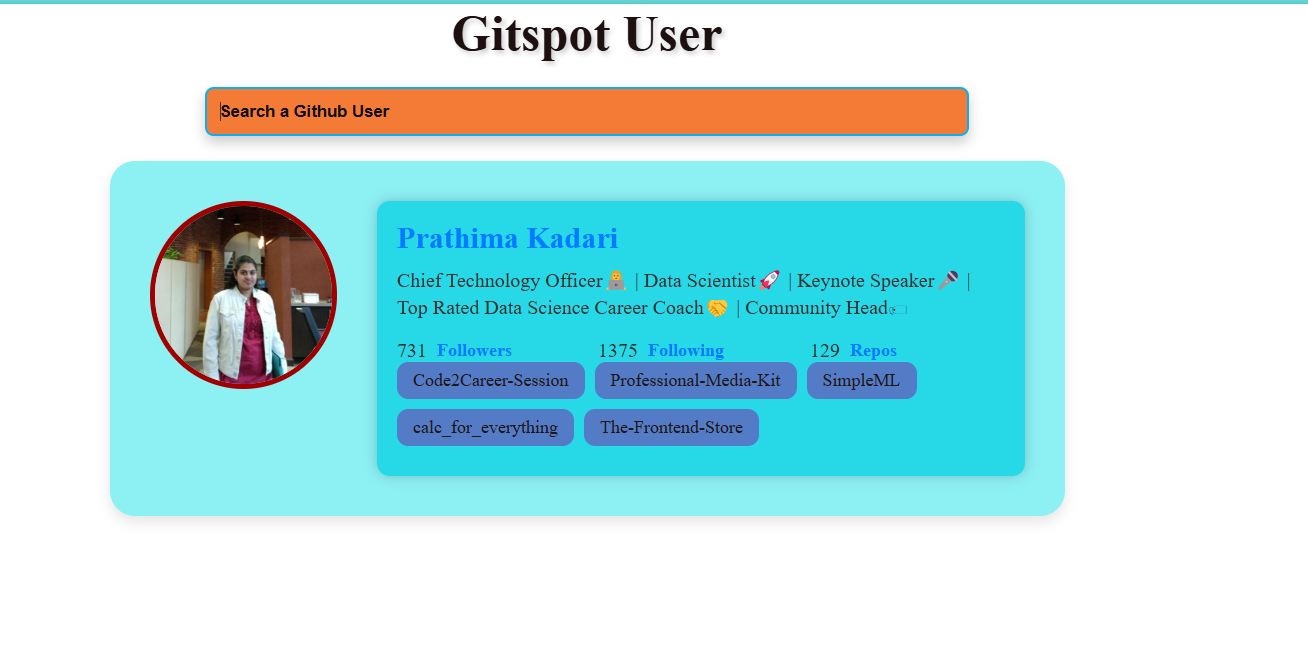 Gitspot User
Search a Github User
Prathima Kadari
Chief Technology Officer👩‍💻 | Data Scientist🚀 | Keynote Speaker🎤 |
Top Rated Data Science Career Coach🤝 | Community Head
731 Followers 1375 Following 129 Repos
Code2Career-Session Professional-Media-Kit SimpleML
calc_for_everything The-Frontend-Store